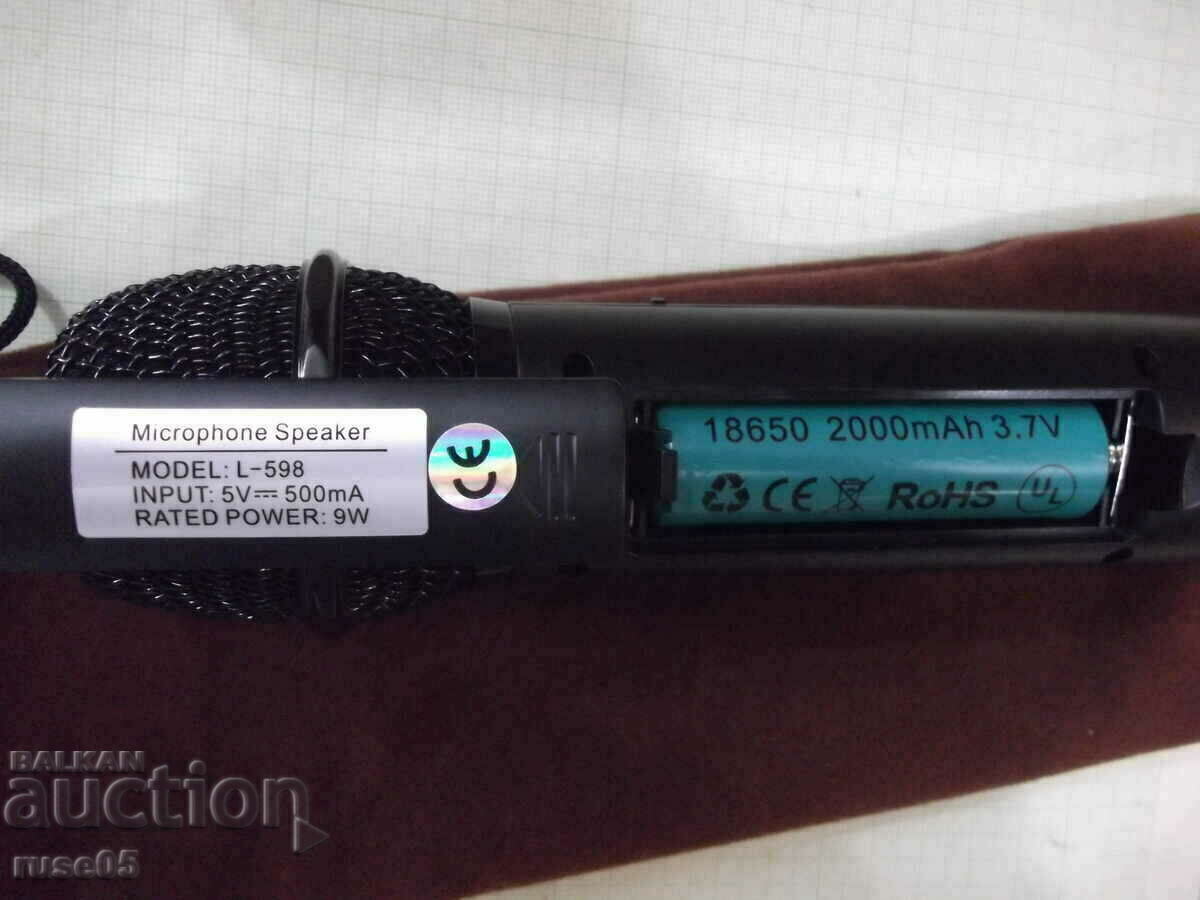 Microphone Speaker
MODEL: L-598
INPUT: 5V⎓500mA
RATED POWER: 9W
CE
18650 2000mAh 3.7V
CE RoHS UL
BALKAN
auction
ruse05